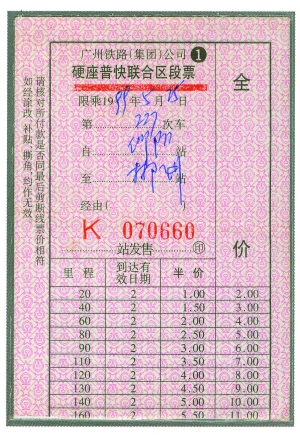 广州铁路(集团)公司 1
硬座普快联合区段票
限乘1999年5月15日
第 227 次车
站
至 站
经由( )
K 070660
站发售 印
全
价
请核对所付款是否同最后剪断线票价相符
如经涂改、补贴、撕角、均作无效
里程 到达有效日期 半价
20 2 1.00 2.00
40 2 1.50 3.00
60 2 2.00 4.00
80 2 2.50 5.00
90 2 3.00 6.00
110 2 3.50 7.00
120 2 4.00 8.00
130 2 4.50 9.00
140 2 5.00 10.00
160 2 5.50 11.00